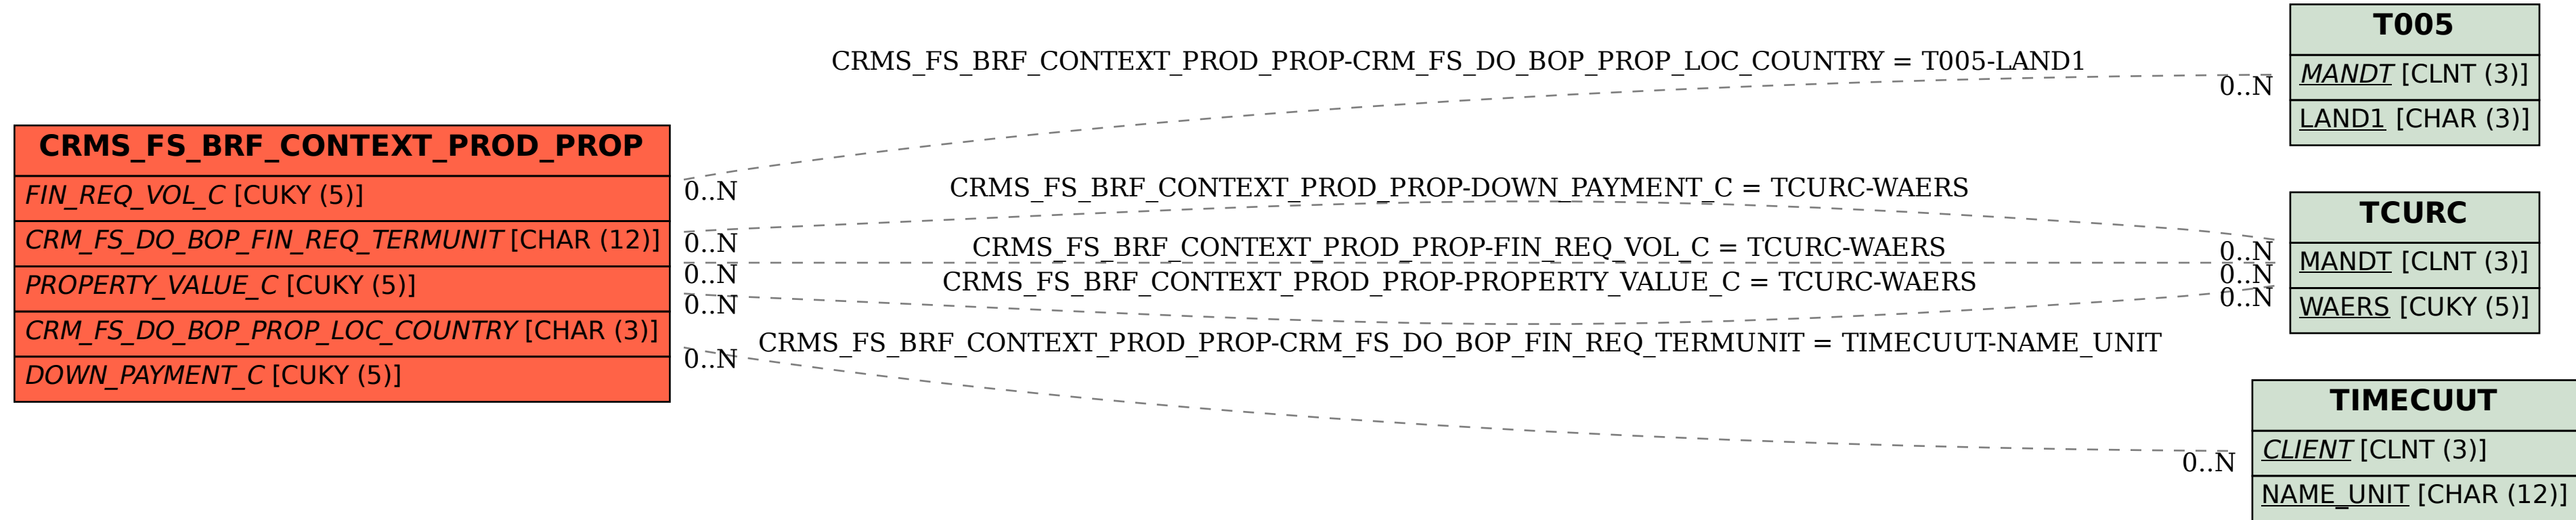 CRMS_FS_BRF_CONTEXT_PROD_PROP
FIN_REQ_VOL_C [CUKY (5)]
CRM_FS_DO_BOP_FIN_REQ_TERMUNIT [CHAR (12)]
PROPERTY_VALUE_C [CUKY (5)]
CRM_FS_DO_BOP_PROP_LOC_COUNTRY [CHAR (3)]
DOWN_PAYMENT_C [CUKY (5)]
CRMS_FS_BRF_CONTEXT_PROD_PROP-CRM_FS_DO_BOP_PROP_LOC_COUNTRY = T005-LAND1
0..N
0..N
CRMS_FS_BRF_CONTEXT_PROD_PROP-DOWN_PAYMENT_C = TCURC-WAERS
0..N
0..N
CRMS_FS_BRF_CONTEXT_PROD_PROP-FIN_REQ_VOL_C = TCURC-WAERS
0..N
0..N
CRMS_FS_BRF_CONTEXT_PROD_PROP-PROPERTY_VALUE_C = TCURC-WAERS
0..N
0..N
CRMS_FS_BRF_CONTEXT_PROD_PROP-CRM_FS_DO_BOP_FIN_REQ_TERMUNIT = TIMECUUT-NAME_UNIT
0..N
0..N
T005
MANDT [CLNT (3)]
LAND1 [CHAR (3)]
TCURC
MANDT [CLNT (3)]
WAERS [CUKY (5)]
TIMECUUT
CLIENT [CLNT (3)]
NAME_UNIT [CHAR (12)]